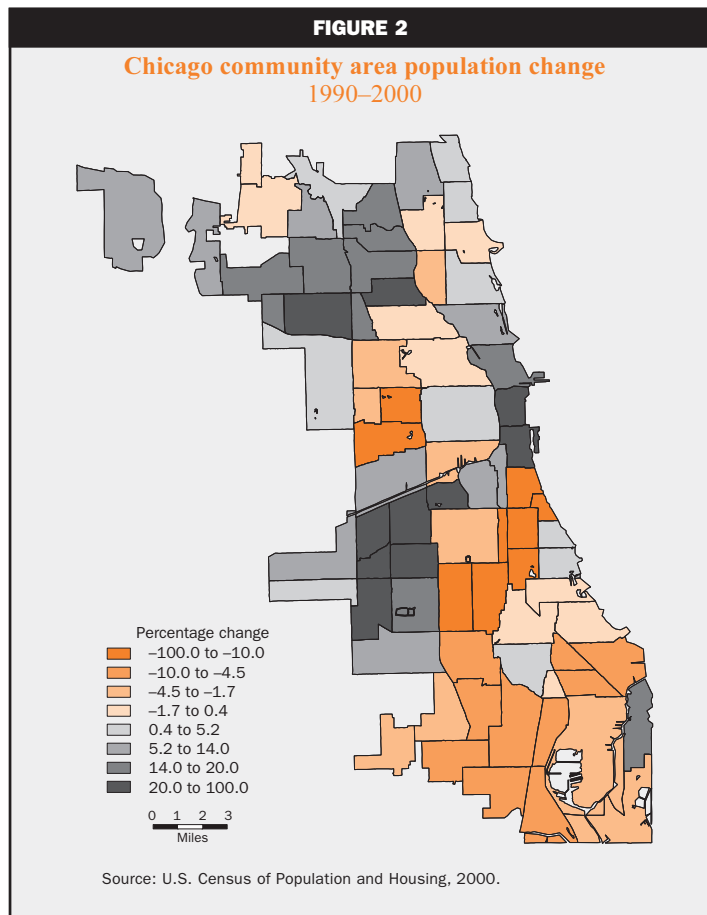 FIGURE 2
Chicago community area population change
1990–2000
Percentage change
–100.0 to –10.0
–10.0 to –4.5
–4.5 to –1.7
–1.7 to 0.4
0.4 to 5.2
5.2 to 14.0
14.0 to 20.0
20.0 to 100.0
0 1 2 3
Miles
Source: U.S. Census of Population and Housing, 2000.